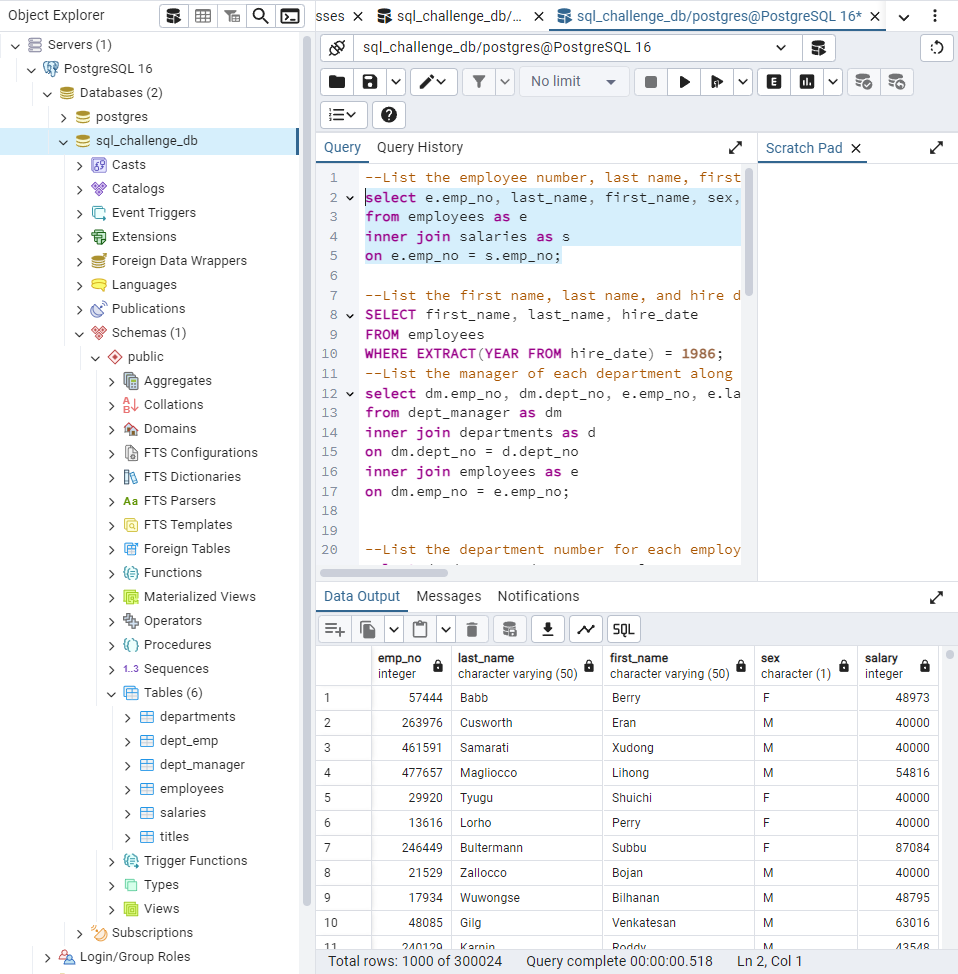 Object Explorer
Servers (1)
PostgreSQL 16
Databases (2)
postgres
sql_challenge_db
Casts
Catalogs
Event Triggers
Extensions
Foreign Data Wrappers
Languages
Publications
Schemas (1)
public
Aggregates
Collations
Domains
FTS Configurations
FTS Dictionaries
Aa FTS Parsers
FTS Templates
Foreign Tables
Functions
Materialized Views
Operators
Procedures
1..3 Sequences
Tables (6)
departments
dept_emp
dept_manager
employees
salaries
titles
Trigger Functions
Types
Views
Subscriptions
Login/Group Roles
sses
sql_challenge_db/...
sql_challenge_db/postgres@PostgreSQL 16*
sql_challenge_db/postgres@PostgreSQL 16
No limit
E
Query
Query History
Scratch Pad
1 --List the employee number, last name, first
2 select e.emp_no, last_name, first_name, sex,
3 from employees as e
4 inner join salaries as s
5 on e.emp_no = s.emp_no;
6
7 --List the first name, last name, and hire d
8 SELECT first_name, last_name, hire_date
9 FROM employees
10 WHERE EXTRACT(YEAR FROM hire_date) = 1986;
11 --List the manager of each department along
12 select dm.emp_no, dm.dept_no, e.emp_no, e.la
13 from dept_manager as dm
14 inner join departments as d
15 on dm.dept_no = d.dept_no
16 inner join employees as e
17 on dm.emp_no = e.emp_no;
18
19
20 --List the department number for each employ
Data Output Messages Notifications
SQL
emp_no last_name first_name sex salary
integer character varying (50) character varying (50) character (1) integer
1 57444 Babb Berry F 48973
2 263976 Cusworth Eran M 40000
3 461591 Samarati Xudong M 40000
4 477657 Magliocco Lihong M 54816
5 29920 Tyugu Shuichi F 40000
6 13616 Lorho Perry F 40000
7 246449 Bultermann Subbu F 87084
8 21529 Zallocco Bojan M 40000
9 17934 Wuwongse Bilhanan M 48795
10 48085 Gilg Venkatesan M 63016
11 240129 Karnin Roddy M 43548
Total rows: 1000 of 300024 Query complete 00:00:00.518 Ln 2, Col 1